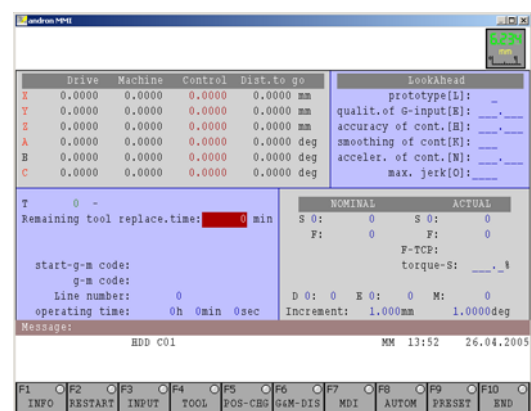 andron MMI
mm
Drive Machine Control Dist.to go
X 0.0000 0.0000 0.0000 0.0000 mm
Y 0.0000 0.0000 0.0000 0.0000 mm
Z 0.0000 0.0000 0.0000 0.0000 mm
A 0.0000 0.0000 0.0000 0.0000 deg
B 0.0000 0.0000 0.0000 0.0000 deg
C 0.0000 0.0000 0.0000 0.0000 deg
LookAhead
prototype[L]: _
qualit.of G-input[E]: ___.___
accuracy of cont.[H]: ___.___
smoothing of cont[K]: ___
acceler. of cont.[N]: ___.___
max. jerk[O]:____
T 0 -
Remaining tool replace.time: 0 min
start-g-m code:
g-m code:
Line number: 0
operating time: 0h 0min 0sec
NOMINAL ACTUAL
S 0: 0 S 0: 0
F: 0 F: 0
F-TCP:
torque-S: ___._%
D 0: 0 E 0: 0 M: 0
Increment: 1.000mm 1.0000deg
Message:
HDD C01 MM 13:52 26.04.2005
F1 F2 F3 F4 F5 F6 F7 F8 F9 F10
INFO RESTART INPUT TOOL POS-CHG G&M-DIS MDI AUTOM PRESET END